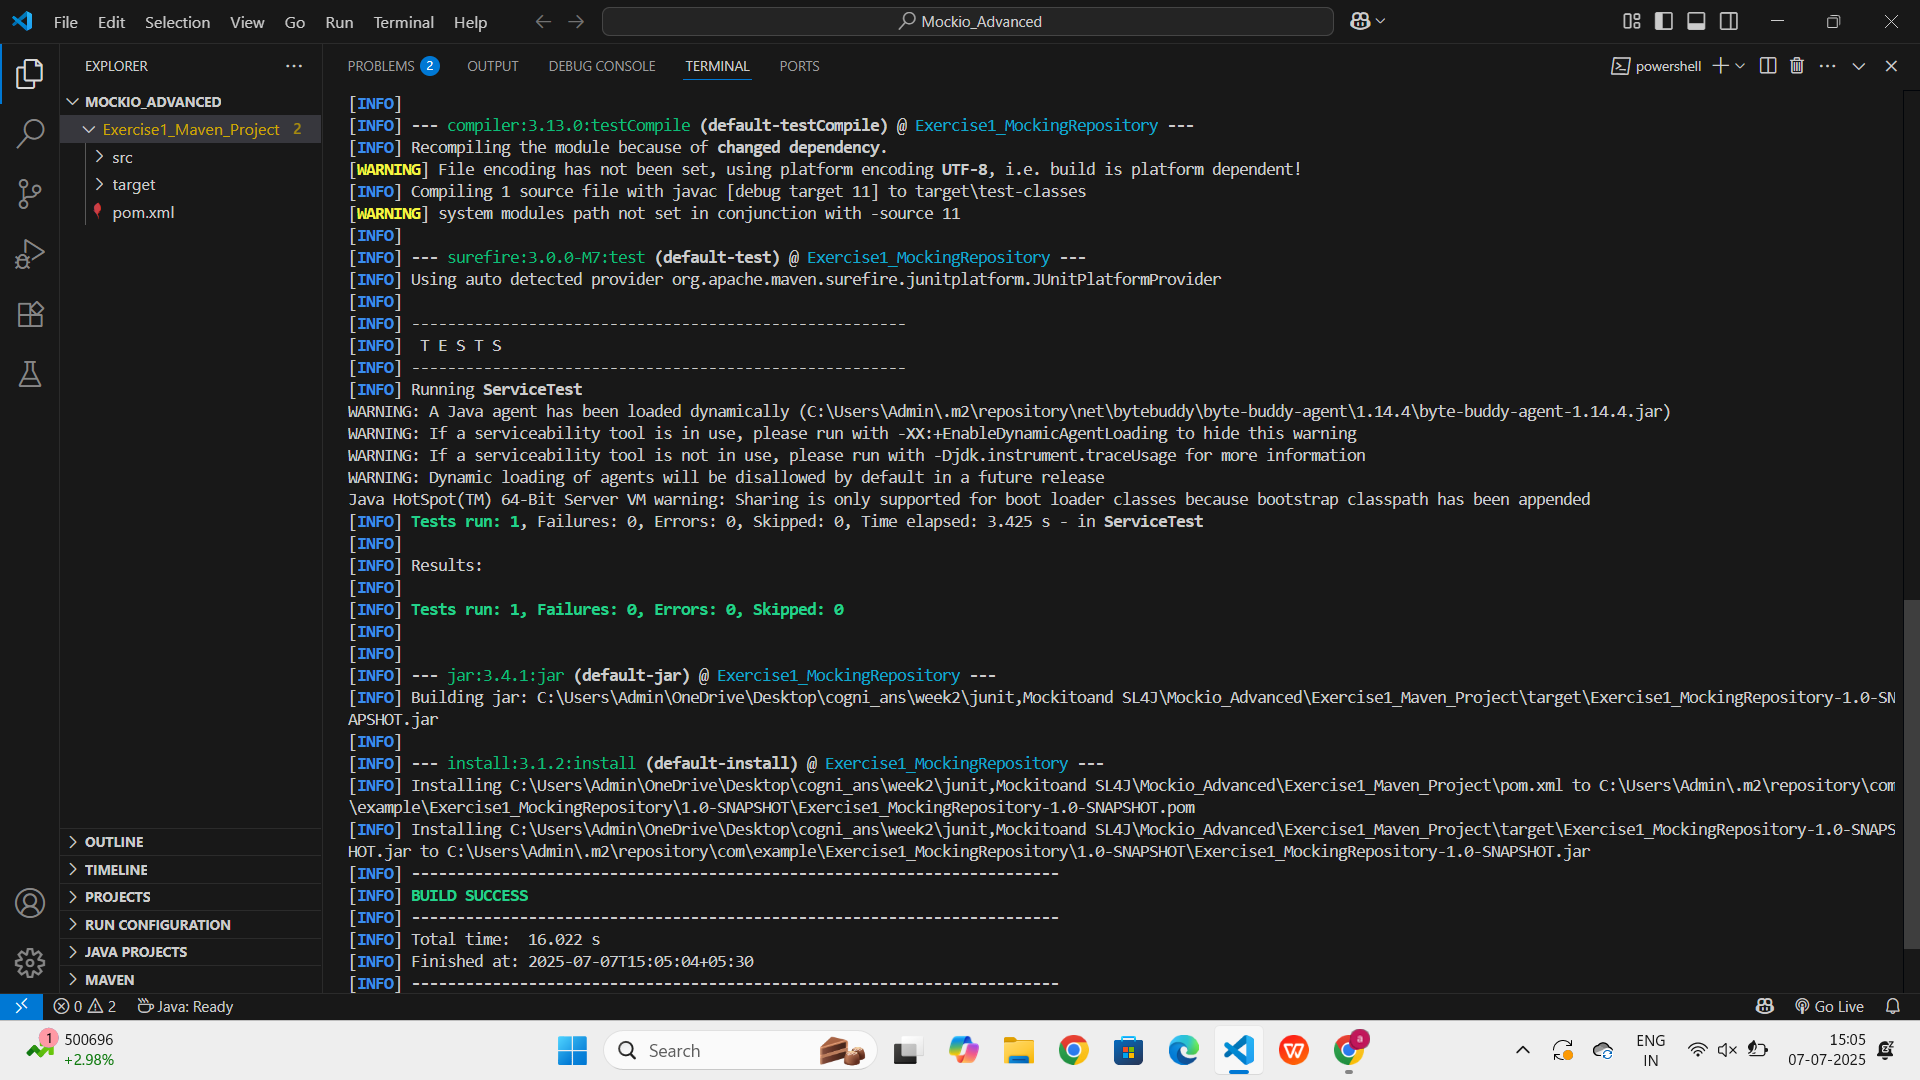 File Edit Selection View Go Run Terminal Help
Mockio_Advanced
EXPLORER
MOCKIO_ADVANCED
Exercise1_Maven_Project 2
src
target
pom.xml
OUTLINE
TIMELINE
PROJECTS
RUN CONFIGURATION
JAVA PROJECTS
MAVEN
PROBLEMS 2 OUTPUT DEBUG CONSOLE TERMINAL PORTS
powershell
[INFO]
[INFO] --- compiler:3.13.0:testCompile (default-testCompile) @ Exercise1_MockingRepository ---
[INFO] Recompiling the module because of changed dependency.
[WARNING] File encoding has not been set, using platform encoding UTF-8, i.e. build is platform dependent!
[INFO] Compiling 1 source file with javac [debug target 11] to target\test-classes
[WARNING] system modules path not set in conjunction with -source 11
[INFO]
[INFO] --- surefire:3.0.0-M7:test (default-test) @ Exercise1_MockingRepository ---
[INFO] Using auto detected provider org.apache.maven.surefire.junitplatform.JUnitPlatformProvider
[INFO]
[INFO] -------------------------------------------------------
[INFO]  T E S T S
[INFO] -------------------------------------------------------
[INFO] Running ServiceTest
WARNING: A Java agent has been loaded dynamically (C:\Users\Admin\.m2\repository\net\bytebuddy\byte-buddy-agent\1.14.4\byte-buddy-agent-1.14.4.jar)
WARNING: If a serviceability tool is in use, please run with -XX:+EnableDynamicAgentLoading to hide this warning
WARNING: If a serviceability tool is not in use, please run with -Djdk.instrument.traceUsage for more information
WARNING: Dynamic loading of agents will be disallowed by default in a future release
Java HotSpot(TM) 64-Bit Server VM warning: Sharing is only supported for boot loader classes because bootstrap classpath has been appended
[INFO] Tests run: 1, Failures: 0, Errors: 0, Skipped: 0, Time elapsed: 3.425 s - in ServiceTest
[INFO]
[INFO] Results:
[INFO]
[INFO] Tests run: 1, Failures: 0, Errors: 0, Skipped: 0
[INFO]
[INFO]
[INFO] --- jar:3.4.1:jar (default-jar) @ Exercise1_MockingRepository ---
[INFO] Building jar: C:\Users\Admin\OneDrive\Desktop\cogni_ans\week2\junit,Mockitoand SL4J\Mockio_Advanced\Exercise1_Maven_Project\target\Exercise1_MockingRepository-1.0-SN
APSHOT.jar
[INFO]
[INFO] --- install:3.1.2:install (default-install) @ Exercise1_MockingRepository ---
[INFO] Installing C:\Users\Admin\OneDrive\Desktop\cogni_ans\week2\junit,Mockitoand SL4J\Mockio_Advanced\Exercise1_Maven_Project\pom.xml to C:\Users\Admin\.m2\repository\com
\example\Exercise1_MockingRepository\1.0-SNAPSHOT\Exercise1_MockingRepository-1.0-SNAPSHOT.pom
[INFO] Installing C:\Users\Admin\OneDrive\Desktop\cogni_ans\week2\junit,Mockitoand SL4J\Mockio_Advanced\Exercise1_Maven_Project\target\Exercise1_MockingRepository-1.0-SNAPS
HOT.jar to C:\Users\Admin\.m2\repository\com\example\Exercise1_MockingRepository\1.0-SNAPSHOT\Exercise1_MockingRepository-1.0-SNAPSHOT.jar
[INFO] ------------------------------------------------------------------------
[INFO] BUILD SUCCESS
[INFO] ------------------------------------------------------------------------
[INFO] Total time:  16.022 s
[INFO] Finished at: 2025-07-07T15:05:04+05:30
[INFO] ------------------------------------------------------------------------
0 2 Java: Ready
Go Live
1 500696
+2.98%
Search
a
ENG
IN
15:05
07-07-2025